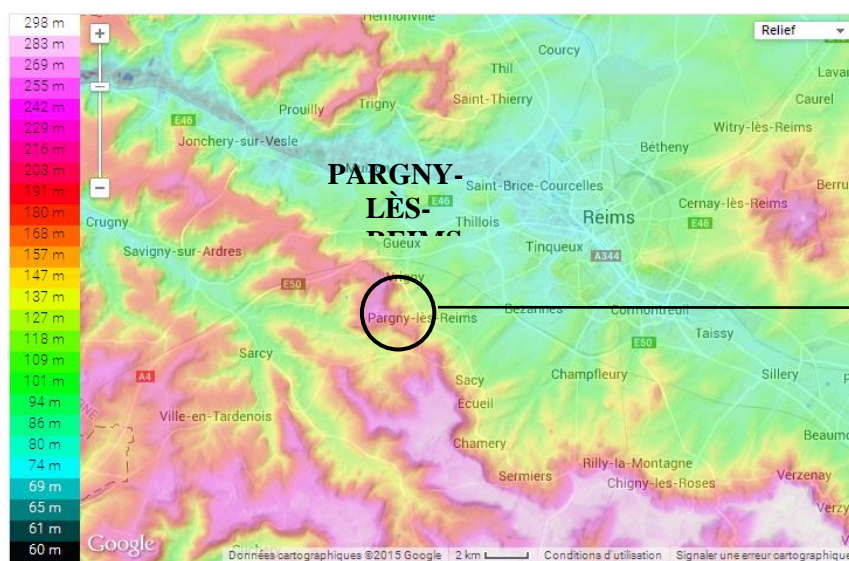 298 m
283 m
269 m
255 m
242 m
229 m
216 m
203 m
191 m
180 m
168 m
157 m
147 m
137 m
127 m
118 m
109 m
101 m
94 m
86 m
80 m
74 m
69 m
65 m
61 m
60 m
Relief
Hermonville
Courcy
Thil
Caurel
Prouilly
Trigny
Saint-Thierry
E46
Witry-lès-Reims
Jonchery-sur-Vesle
Bétheny
PARGNY-
LÈS-
REIMS
Saint-Brice-Courcelles
E46
Cernay-lès-Reims
Crugny
Thillois
Reims
E46
Gueux
Tinqueux
Savigny-sur-Ardres
A344
Vrigny
E50
Pargny-lès-Reims
Bezannes
Cormontreuil
Taissy
E50
Sarcy
A4
Sacy
Champfleury
Sillery
Écueil
Ville-en-Tardenois
Chamery
Rilly-la-Montagne
Sermiers
Chigny-les-Roses
Verzenay
Google
Données cartographiques ©2015 Google
2 km
Conditions d'utilisation
Signaler une erreur cartographique